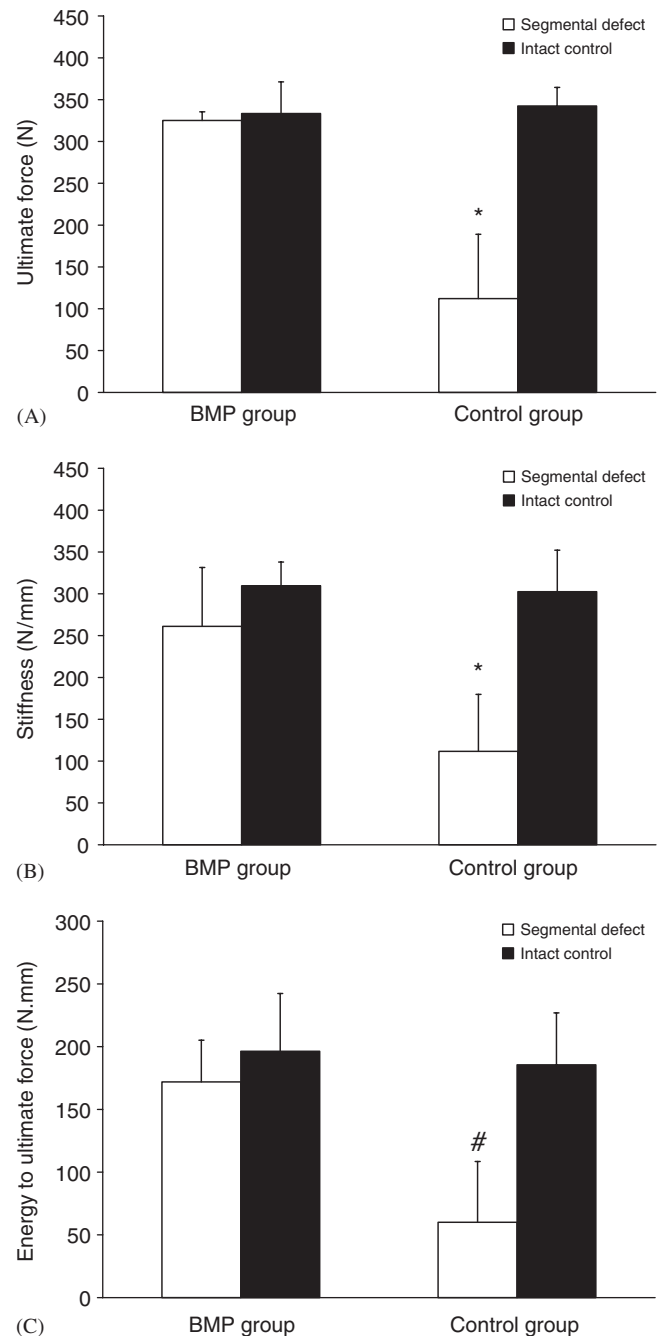 450
400
350
300
250
200
150
100
50
0
Ultimate force (N)
Segmental defect
Intact control
*
BMP group
Control group
(A)
450
400
350
300
250
200
150
100
50
0
Stiffness (N/mm)
Segmental defect
Intact control
*
BMP group
Control group
(B)
300
250
200
150
100
50
0
Energy to ultimate force (N.mm)
Segmental defect
Intact control
#
BMP group
Control group
(C)